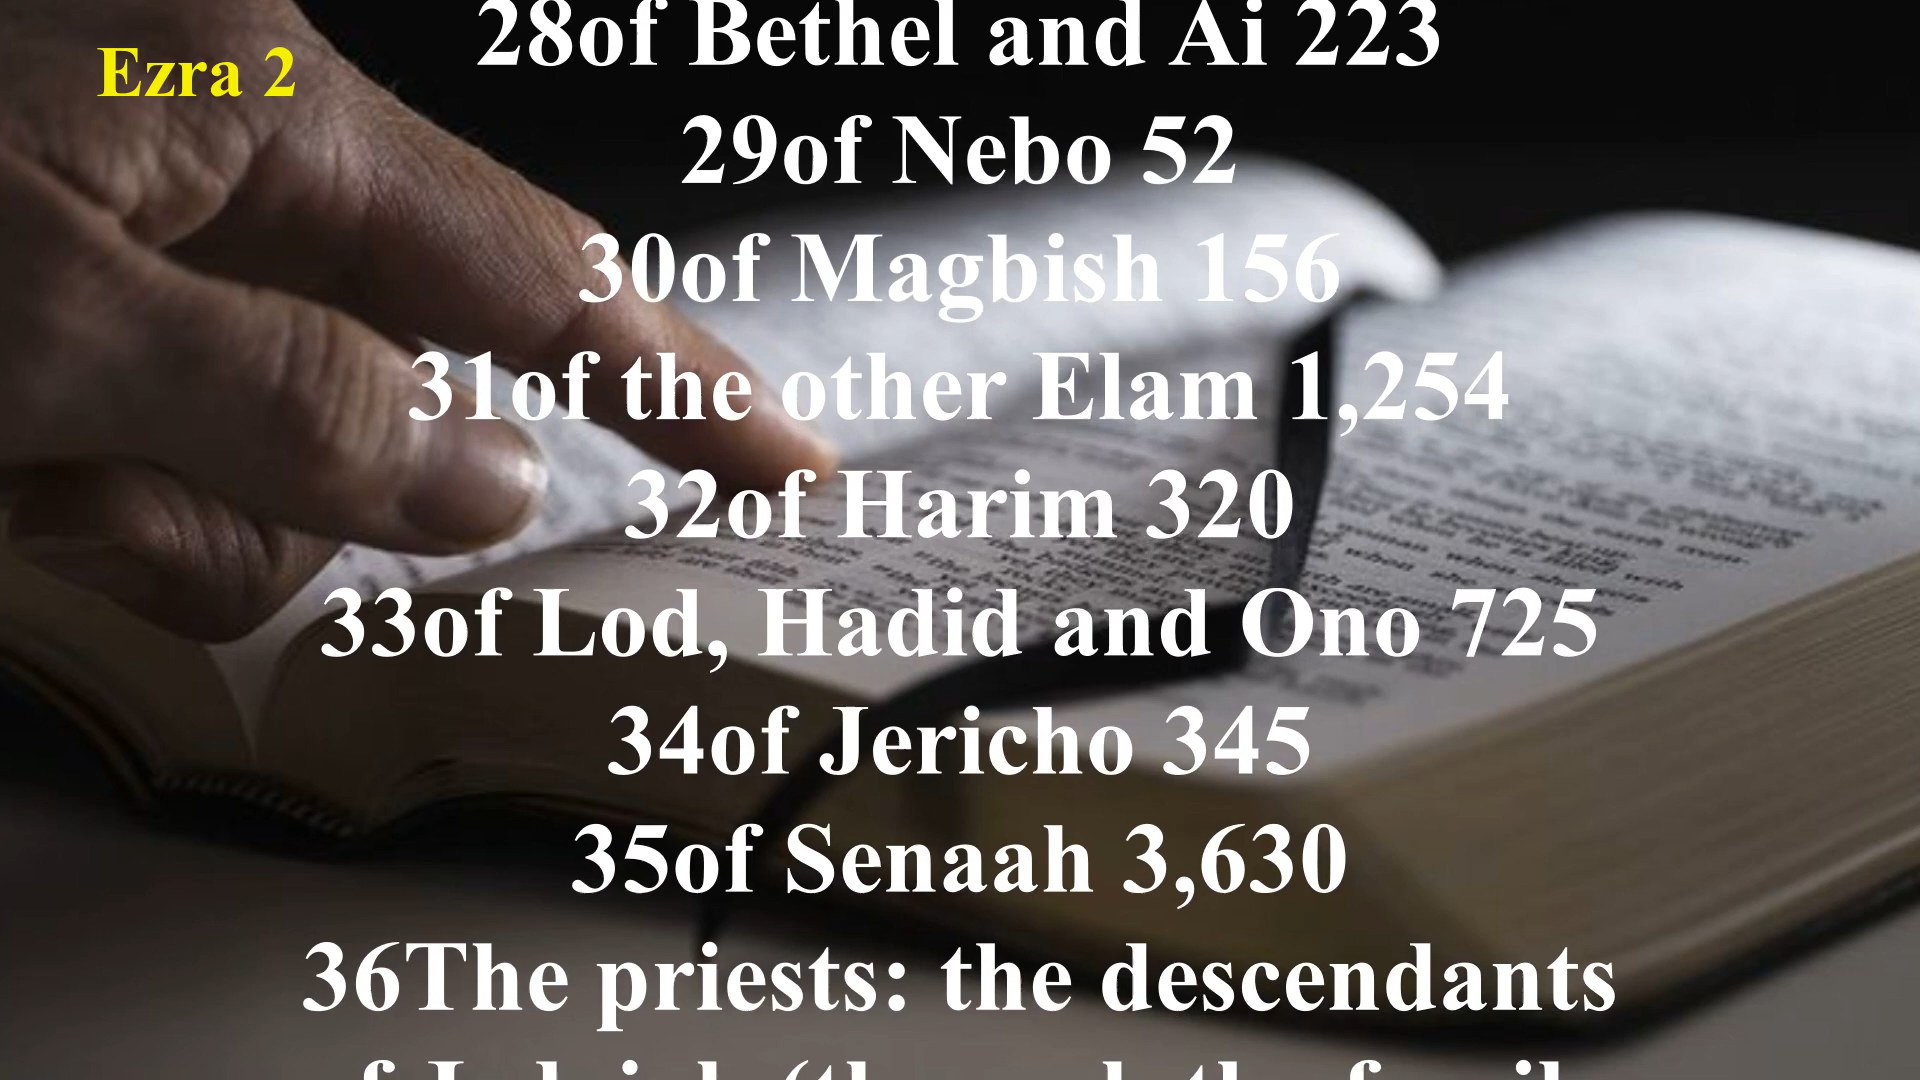 Ezra 2
28of Bethel and Ai 223
29of Nebo 52
30of Magbish 156
31of the other Elam 1,254
32of Harim 320
33of Lod, Hadid and Ono 725
34of Jericho 345
35of Senaah 3,630
36The priests: the descendants